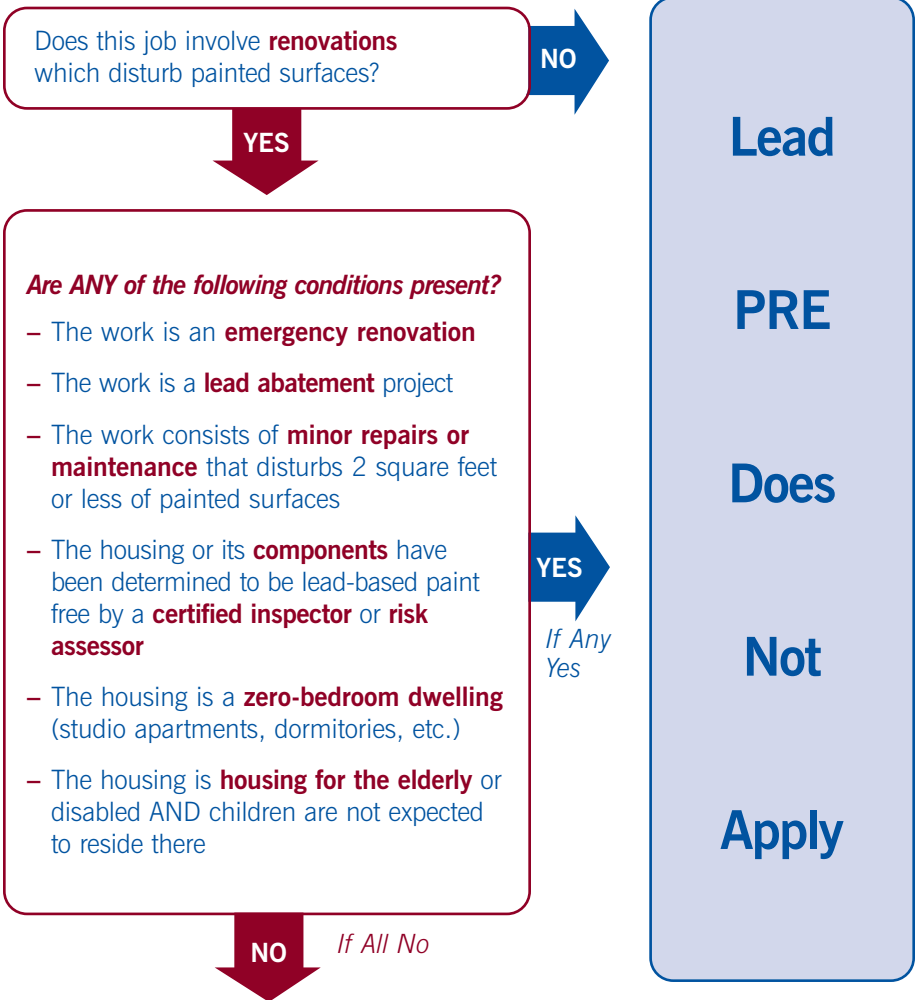 Does this job involve renovations
which disturb painted surfaces?
NO
YES
Are ANY of the following conditions present?
– The work is an emergency renovation
– The work is a lead abatement project
– The work consists of minor repairs or
maintenance that disturbs 2 square feet
or less of painted surfaces
– The housing or its components have
been determined to be lead-based paint
free by a certified inspector or risk
assessor
– The housing is a zero-bedroom dwelling
(studio apartments, dormitories, etc.)
– The housing is housing for the elderly or
disabled AND children are not expected
to reside there
YES
If Any
Yes
NO
If All No
Lead
PRE
Does
Not
Apply